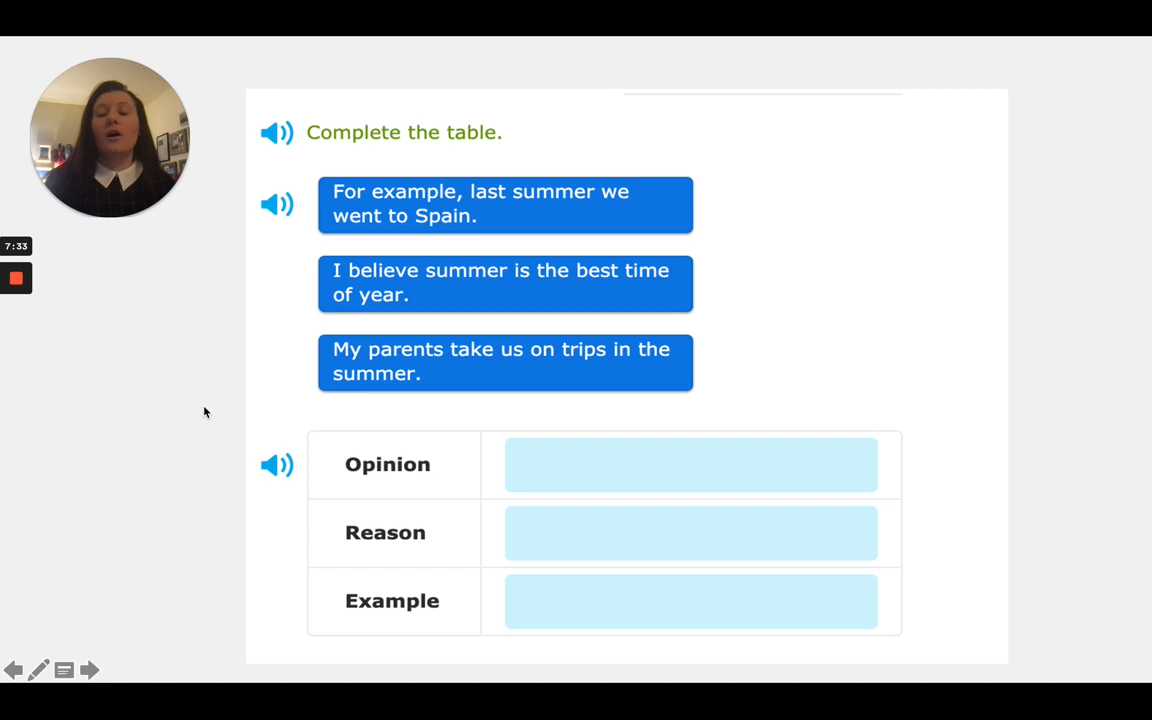 Complete the table.
For example, last summer we
went to Spain.
I believe summer is the best time
of year.
My parents take us on trips in the
summer.
7:33
Opinion
Reason
Example